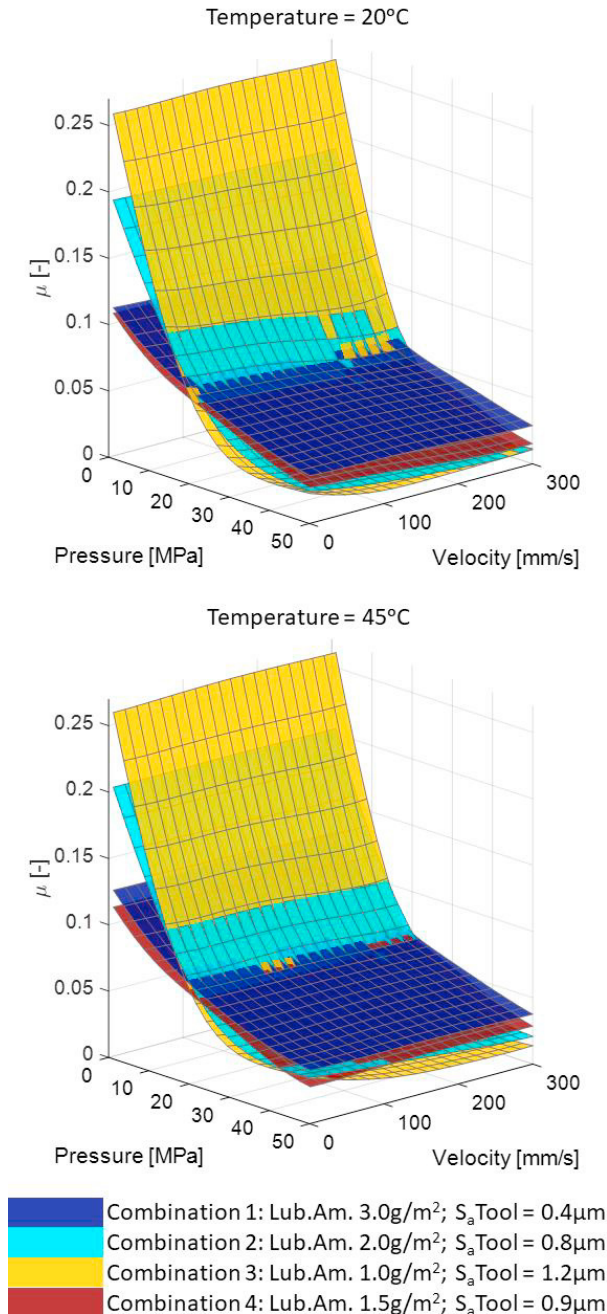 Temperature = 20°C
0.25
0.2
0.15
μ [-]
0.1
0.05
0
0
10
20
30
40
50
0
100
200
300
Pressure [MPa]
Velocity [mm/s]
Temperature = 45°C
0.25
0.2
0.15
μ [-]
0.1
0.05
0
0
10
20
30
40
50
0
100
200
300
Pressure [MPa]
Velocity [mm/s]
Combination 1: Lub.Am. 3.0g/m²; SₐTool = 0.4μm
Combination 2: Lub.Am. 2.0g/m²; SₐTool = 0.8μm
Combination 3: Lub.Am. 1.0g/m²; SₐTool = 1.2μm
Combination 4: Lub.Am. 1.5g/m²; SₐTool = 0.9μm